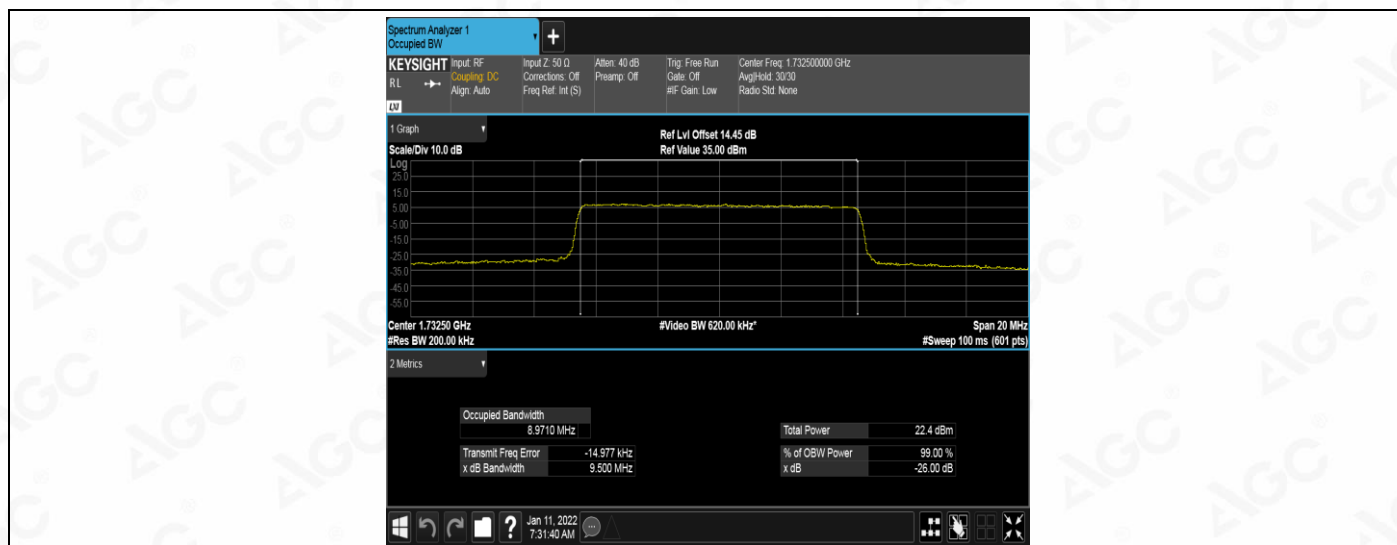 Spectrum Analyzer 1
Occupied BW
+
KEYSIGHT Input: RF Input Z: 50 Ω Atten: 40 dB Trig: Free Run Center Freq: 1.732500000 GHz
RL Coupling: DC Corrections: Off Preamp: Off Gate: Off Avg|Hold: 30/30
Align: Auto Freq Ref: Int (S) #IF Gain: Low Radio Std: None
LXI
1 Graph
Ref Lvl Offset 14.45 dB
Scale/Div 10.0 dB Ref Value 35.00 dBm
Log
25.0
15.0
5.00
-5.00
-15.0
-25.0
-35.0
-45.0
-55.0
Center 1.73250 GHz #Video BW 620.00 kHz* Span 20 MHz
#Res BW 200.00 kHz #Sweep 100 ms (601 pts)
2 Metrics
Occupied Bandwidth
8.9710 MHz Total Power 22.4 dBm
Transmit Freq Error -14.977 kHz % of OBW Power 99.00 %
x dB Bandwidth 9.500 MHz x dB -26.00 dB
? Jan 11, 2022
7:31:40 AM
AGC